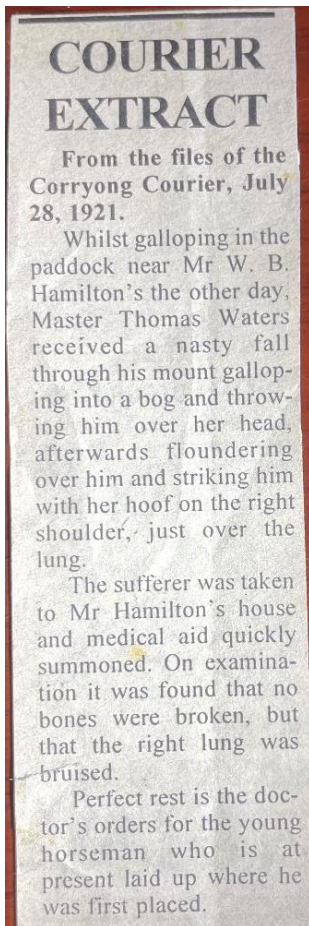 COURIER
EXTRACT
From the files of the
Corryong Courier, July
28, 1921.
Whilst galloping in the
paddock near Mr W. B.
Hamilton's the other day,
Master Thomas Waters
received a nasty fall
through his mount gallop-
ing into a bog and throw-
ing him over her head,
afterwards floundering
over him and striking him
with her hoof on the right
shoulder, just over the
lung.
The sufferer was taken
to Mr Hamilton's house
and medical aid quickly
summoned. On examina-
tion it was found that no
bones were broken, but
that the right lung was
bruised.
Perfect rest is the doc-
tor's orders for the young
horseman who is at
present laid up where he
was first placed.